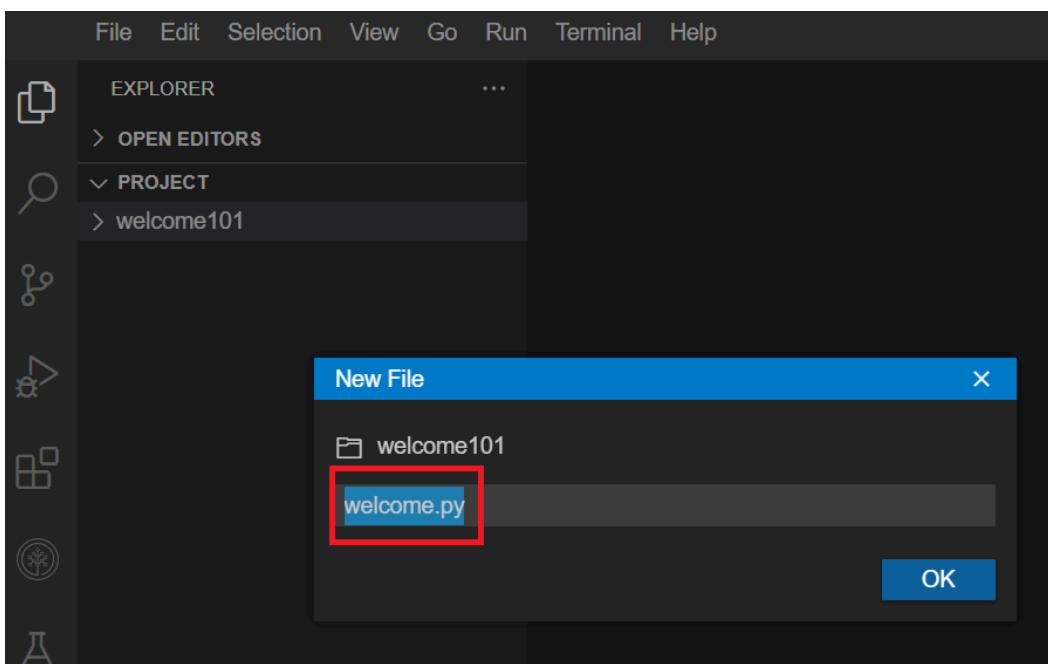 File Edit Selection View Go Run Terminal Help
EXPLORER ···
> OPEN EDITORS
PROJECT
> welcome101
New File
welcome101
welcome.py
OK